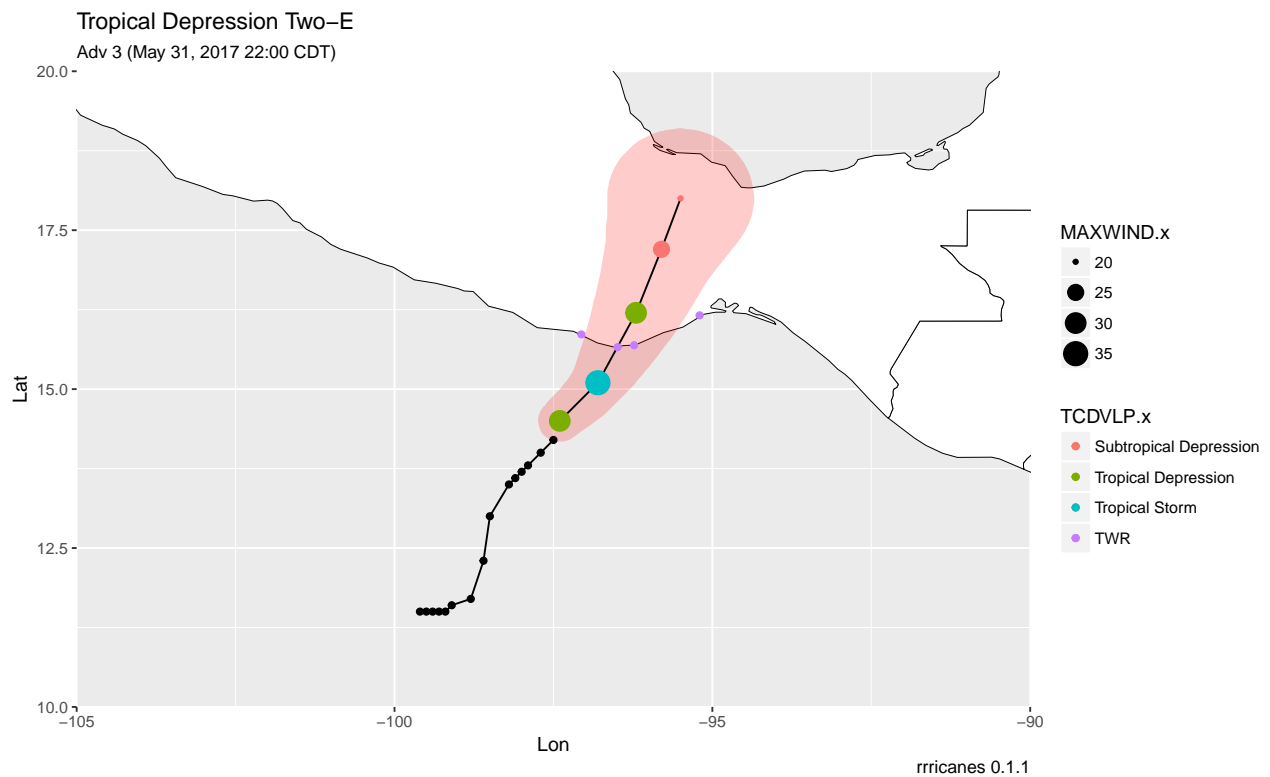 Tropical Depression Two−E
Adv 3 (May 31, 2017 22:00 CDT)
20.0
17.5
15.0
12.5
10.0
Lat
−105
−100
−95
−90
Lon
MAXWIND.x
20
25
30
35
TCDVLP.x
Subtropical Depression
Tropical Depression
Tropical Storm
TWR
rrricanes 0.1.1